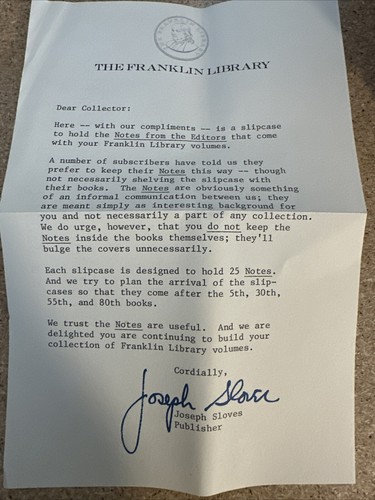 THE FRANKLIN LIBRARY
Dear Collector:
Here -- with our compliments -- is a slipcase
to hold the Notes from the Editors that come
with your Franklin Library volumes.
A number of subscribers have told us they
prefer to keep their Notes this way -- though
not necessarily shelving the slipcase with
their books. The Notes are obviously something
of an informal communication between us; they
are meant simply as interesting background for
you and not necessarily a part of any collection.
We do urge, however, that you do not keep the
Notes inside the books themselves; they'll
bulge the covers unnecessarily.
Each slipcase is designed to hold 25 Notes.
And we try to plan the arrival of the slip-
cases so that they come after the 5th, 30th,
55th, and 80th books.
We trust the Notes are useful. And we are
delighted you are continuing to build your
collection of Franklin Library volumes.
Cordially,
Joseph Sloves
Joseph Sloves
Publisher